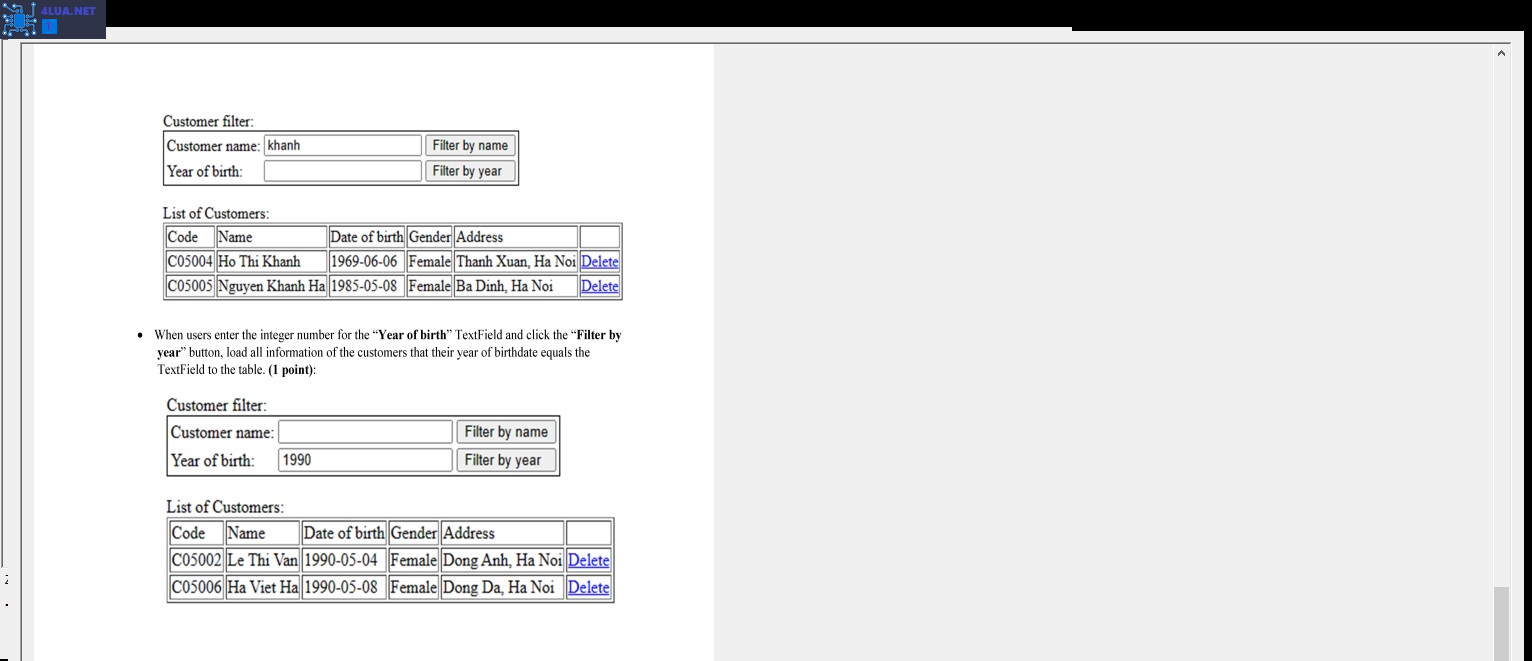 4LUA.NET
Customer filter:
Customer name: khanh Filter by name
Year of birth: Filter by year
List of Customers:
Code Name Date of birth Gender Address
C05004 Ho Thi Khanh 1969-06-06 Female Thanh Xuan, Ha Noi Delete
C05005 Nguyen Khanh Ha 1985-05-08 Female Ba Dinh, Ha Noi Delete
• When users enter the integer number for the “Year of birth” TextField and click the “Filter by
year” button, load all information of the customers that their year of birthdate equals the
TextField to the table. (1 point):
Customer filter:
Customer name: Filter by name
Year of birth: 1990 Filter by year
List of Customers:
Code Name Date of birth Gender Address
C05002 Le Thi Van 1990-05-04 Female Dong Anh, Ha Noi Delete
C05006 Ha Viet Ha 1990-05-08 Female Dong Da, Ha Noi Delete